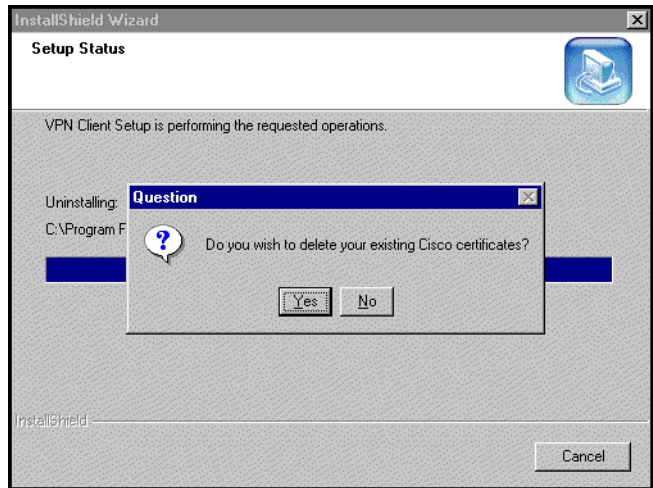 InstallShield Wizard
Setup Status
VPN Client Setup is performing the requested operations.
Uninstalling:
C:\Program F
Question
Do you wish to delete your existing Cisco certificates?
Yes No
InstallShield
Cancel